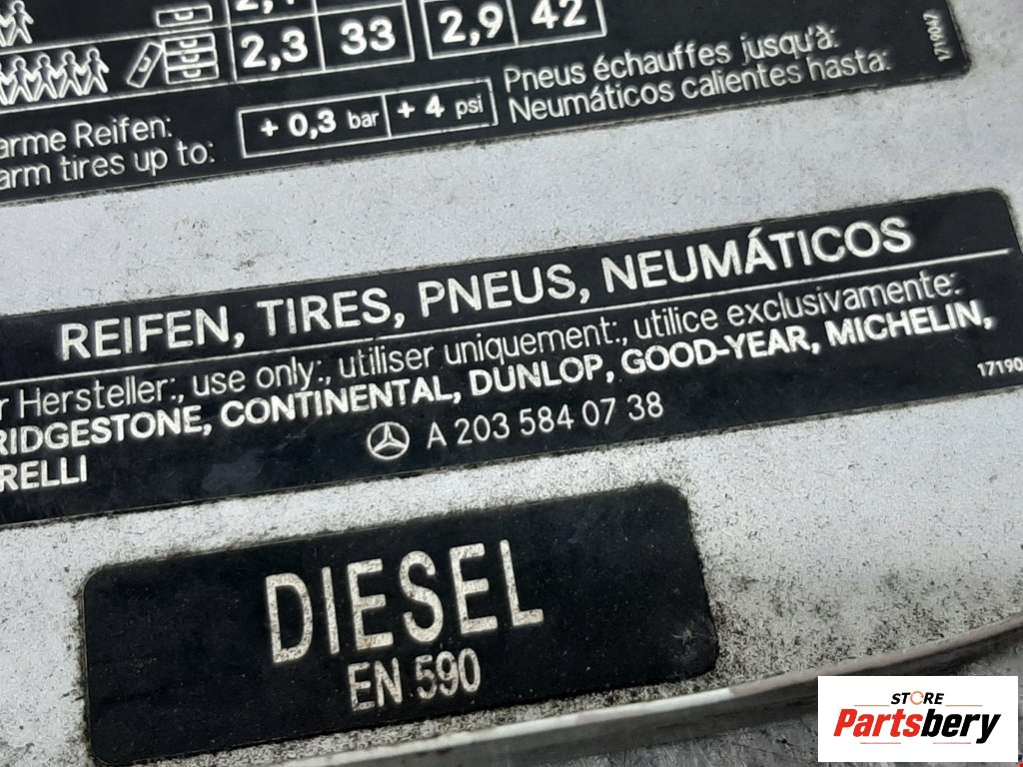 2,3 33 2,9 42
arme Reifen:
arm tires up to:
+ 0,3 bar + 4 psi
Pneus échauffes jusqu'à:
Neumáticos calientes hasta:
1719047
REIFEN, TIRES, PNEUS, NEUMÁTICOS
r Hersteller:, use only:, utiliser uniquement:, utilice exclusivamente:
RIDGESTONE, CONTINENTAL, DUNLOP, GOOD-YEAR, MICHELIN,
RELLI
A 203 584 07 38
17190
DIESEL
EN 590
STORE
Partsbery